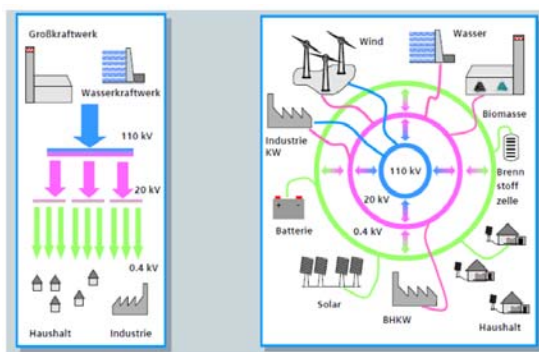 Großkraftwerk
Wasserkraftwerk
110 kV
20 kV
0.4 kV
Haushalt
Industrie
Wind
Wasser
Biomasse
Industrie
KW
Brenn
stoff
zelle
110 kV
20 kV
0.4 kV
Batterie
Solar
BHKW
Haushalt